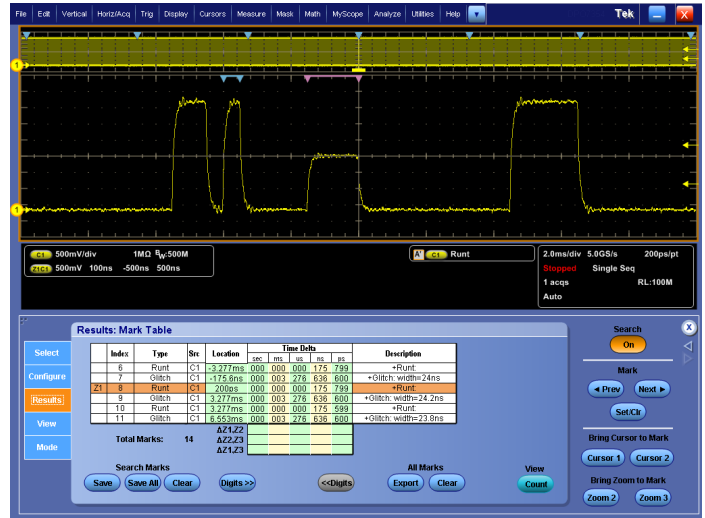 File Edit Vertical Horiz/Acq Trig Display Cursors Measure Mask Math MyScope Analyze Utilities Help Tek X
1
1
C1 500mV/div 1MΩ BW:500M
Z1C1 500mV 100ns -500ns 500ns
A' C1 Runt
2.0ms/div 5.0GS/s 200ps/pt
Stopped Single Seq
1 acqs RL:100M
Auto
Results: Mark Table
Select
Configure
Results
View
Mode
Index Type Src Location Time Delta Description
sec ms us ns ps
6 Runt C1 -3.277ms 000 000 000 175 799 +Runt:
7 Glitch C1 -175.6ns 000 003 276 636 600 +Glitch: width=24ns
Z1 8 Runt C1 200ps 000 000 000 175 799 +Runt:
9 Glitch C1 3.277ms 000 003 276 636 600 +Glitch: width=24.2ns
10 Runt C1 3.277ms 000 000 000 175 599 +Runt:
11 Glitch C1 6.553ms 000 003 276 636 600 +Glitch: width=23.8ns
Total Marks: 14
ΔZ1,Z2
ΔZ2,Z3
ΔZ1,Z3
Search Marks
Save Save All Clear
Digits >>
<<Digits
All Marks
Export Clear
View
Count
Search
On
X
Mark
Prev Next
Set/Clr
Bring Cursor to Mark
Cursor 1 Cursor 2
Bring Zoom to Mark
Zoom 2 Zoom 3